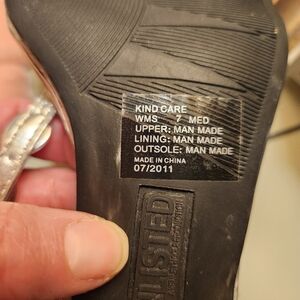 KIND CARE
WMS 7 MED
UPPER: MAN MADE
LINING: MAN MADE
OUTSOLE: MAN MADE
MADE IN CHINA
07/2011